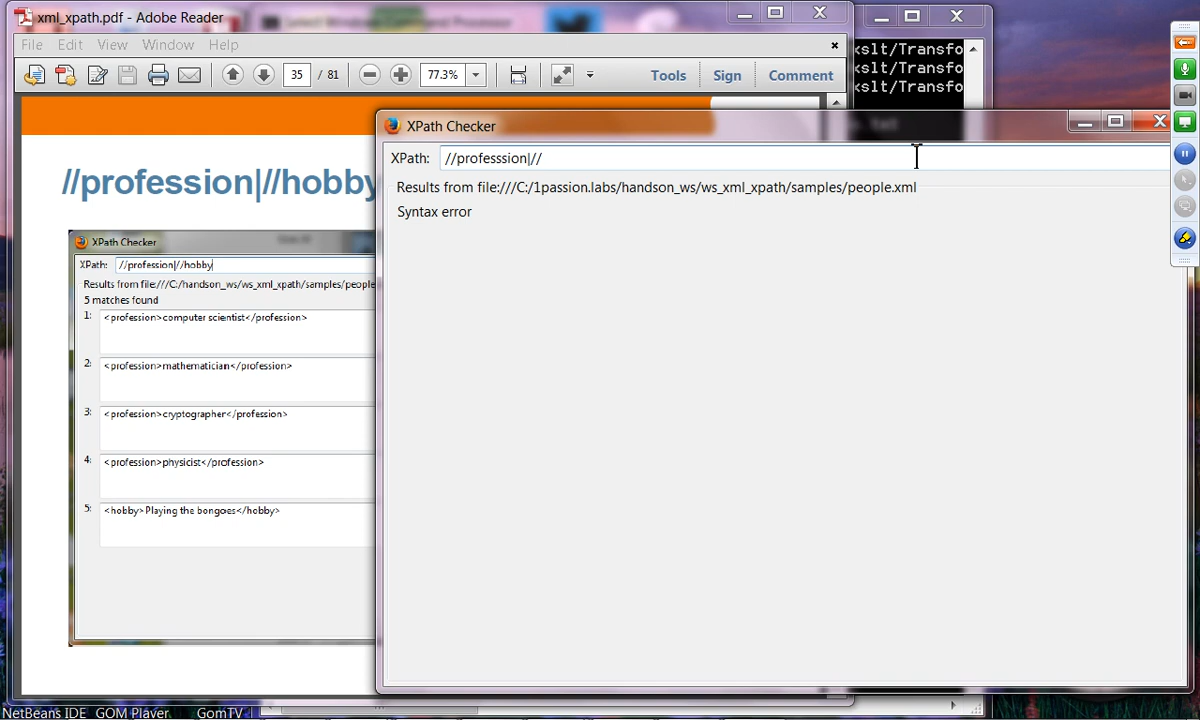 xml_xpath.pdf - Adobe Reader
File Edit View Window Help
35 / 81 77.3% Tools Sign Comment
xslt/Transfo
xslt/Transfo
xslt/Transfo
//profession|//hobby
XPath Checker
XPath: //profession|//hobby
Results from file:///C:/handson_ws/ws_xml_xpath/samples/people
5 matches found
1: <profession>computer scientist</profession>
2: <profession>mathematician</profession>
3: <profession>cryptographer</profession>
4: <profession>physicist</profession>
5: <hobby>Playing the bongoes</hobby>
XPath Checker
XPath: //professsion|//
Results from file:///C:/1passion.labs/handson_ws/ws_xml_xpath/samples/people.xml
Syntax error
NetBeans IDE GOM Player GomTV